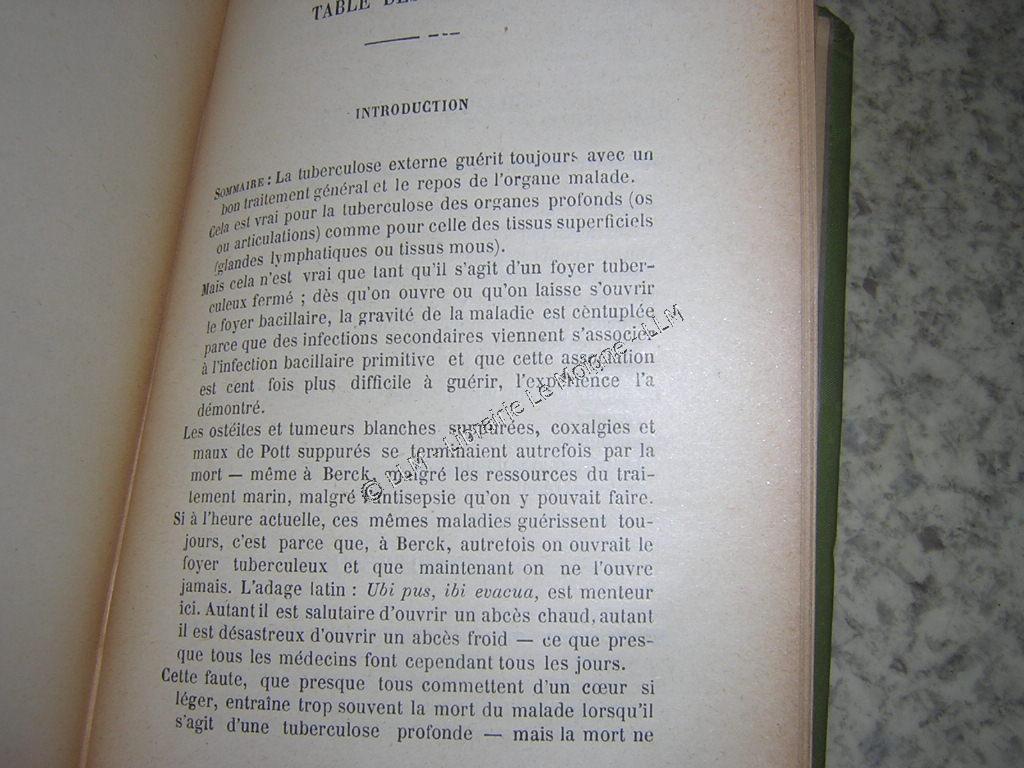 TABLE DES
INTRODUCTION
SOMMAIRE : La tuberculose externe guérit toujours avec un
bon traitement général et le repos de l'organe malade.
Cela est vrai pour la tuberculose des organes profonds (os
ou articulations) comme pour celle des tissus superficiels
(glandes lymphatiques ou tissus mous).
Mais cela n'est vrai que tant qu'il s'agit d'un foyer tuber-
culeux fermé ; dès qu'on ouvre ou qu'on laisse s'ouvrir
le foyer bacillaire, la gravité de la maladie est centuplée
parce que des infections secondaires viennent s'associer
à l'infection bacillaire primitive et que cette association
est cent fois plus difficile à guérir, l'expérience l'a
démontré.
Les ostéites et tumeurs blanches suppurées, coxalgies et
maux de Pott suppurés se terminaient autrefois par la
mort — même à Berck, malgré les ressources du trai-
tement marin, malgré l'antisepsie qu'on y pouvait faire.
Si à l'heure actuelle, ces mêmes maladies guérissent tou-
jours, c'est parce que, à Berck, autrefois on ouvrait le
foyer tuberculeux et que maintenant on ne l'ouvre
jamais. L'adage latin : Ubi pus, ibi evacua, est menteur
ici. Autant il est salutaire d'ouvrir un abcès chaud, autant
il est désastreux d'ouvrir un abcès froid — ce que pres-
que tous les médecins font cependant tous les jours.
Cette faute, que presque tous commettent d'un cœur si
léger, entraîne trop souvent la mort du malade lorsqu'il
s'agit d'une tuberculose profonde — mais la mort ne
© DLM - Librairie Le Moigne - LLM